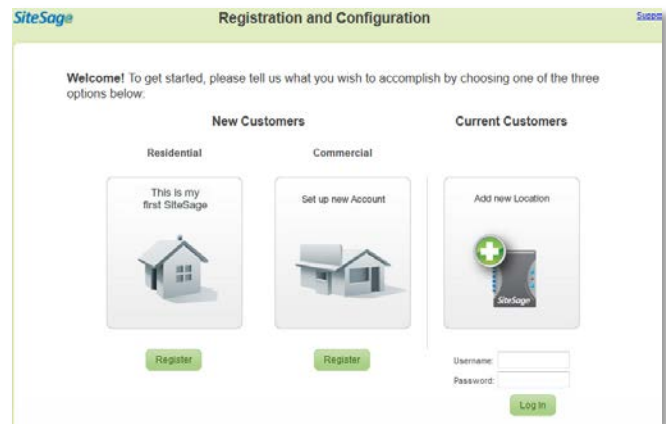 SiteSage
Registration and Configuration
Welcome! To get started, please tell us what you wish to accomplish by choosing one of the three
options below:
New Customers
Current Customers
Residential
Commercial
This is my
first SiteSage
Set up new Account
Add new Location
SiteSage
Register
Register
Username:
Password:
Log In